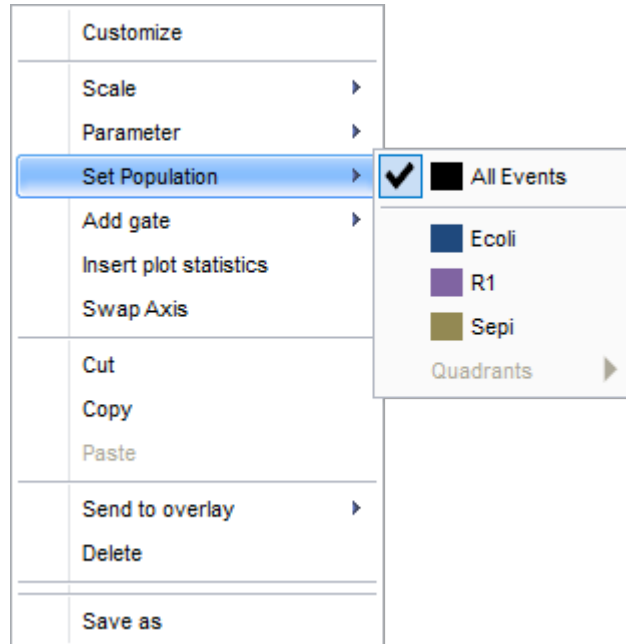 Customize
Scale
Parameter
Set Population
All Events
Add gate
Ecoli
Insert plot statistics
R1
Swap Axis
Sepi
Cut
Quadrants
Copy
Paste
Send to overlay
Delete
Save as